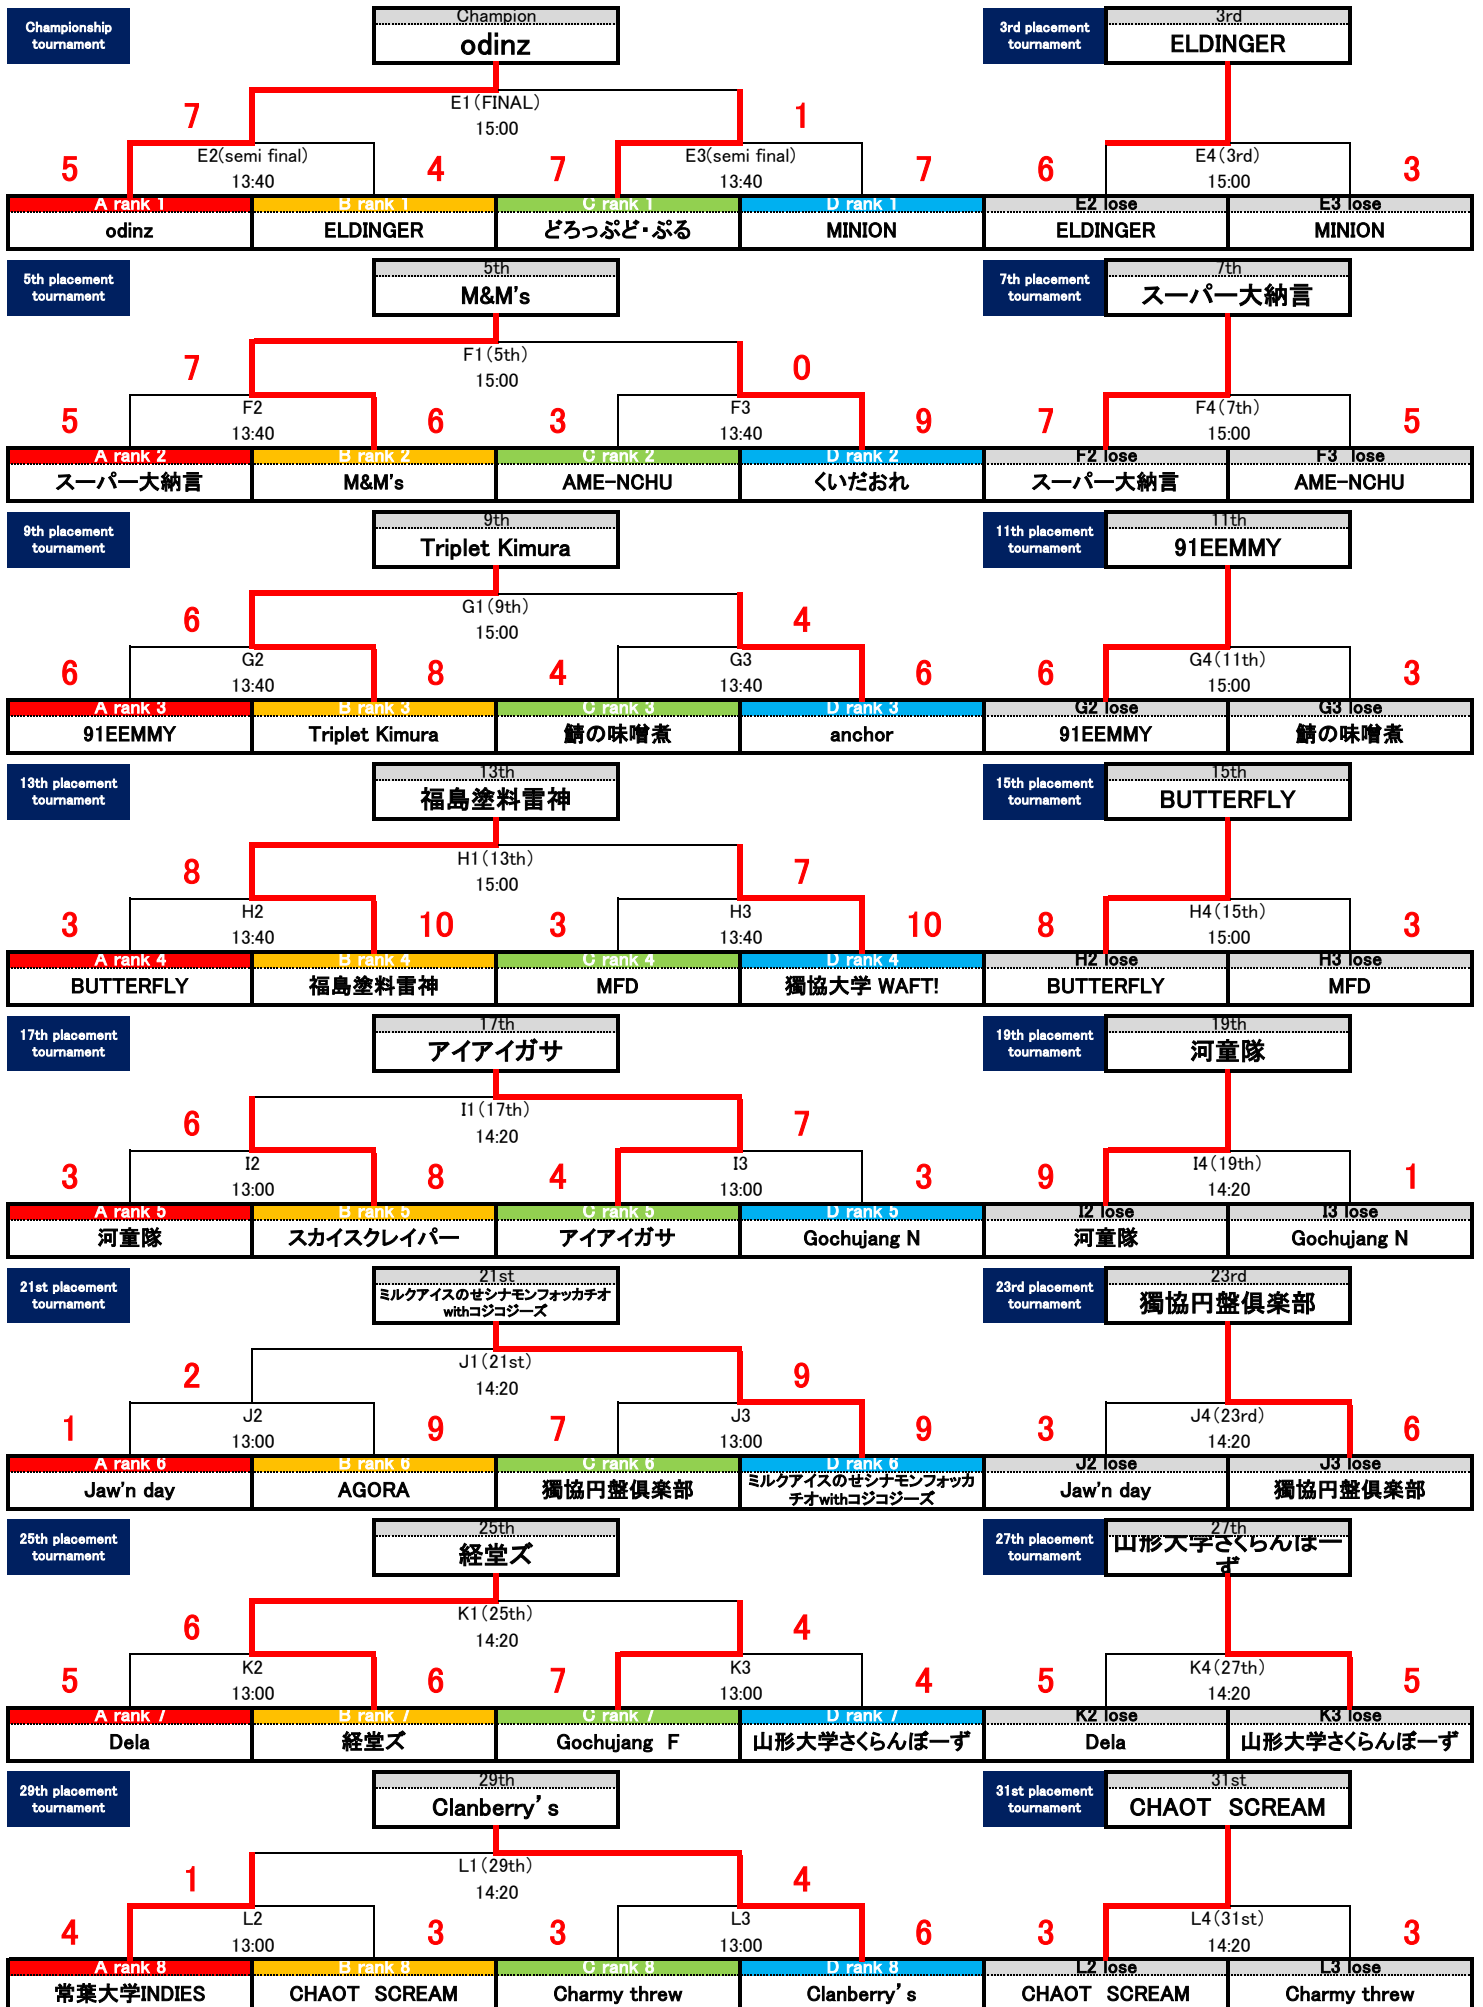 Championship
tournament
Champion
odinz
3rd placement
tournament
3rd
ELDINGER
7
E1(FINAL)
15:00
1
5
E2(semi final)
13:40
4
7
E3(semi final)
13:40
7
6
E4(3rd)
15:00
3
A rank 1
B rank 1
C rank 1
D rank 1
E2 lose
E3 lose
odinz
ELDINGER
どろっぷど・ぷる
MINION
ELDINGER
MINION
5th placement
tournament
5th
M&M's
7th placement
tournament
7th
スーパー大納言
7
F1(5th)
15:00
0
5
F2
13:40
6
3
F3
13:40
9
7
F4(7th)
15:00
5
A rank 2
B rank 2
C rank 2
D rank 2
F2 lose
F3 lose
スーパー大納言
M&M's
AME-NCHU
くいだおれ
スーパー大納言
AME-NCHU
9th placement
tournament
9th
Triplet Kimura
11th placement
tournament
11th
91EEMMY
6
G1(9th)
15:00
4
6
G2
13:40
8
4
G3
13:40
6
6
G4(11th)
15:00
3
A rank 3
B rank 3
C rank 3
D rank 3
G2 lose
G3 lose
91EEMMY
Triplet Kimura
鯖の味噌煮
anchor
91EEMMY
鯖の味噌煮
13th placement
tournament
13th
福島塗料雷神
15th placement
tournament
15th
BUTTERFLY
8
H1(13th)
15:00
7
3
H2
13:40
10
3
H3
13:40
10
8
H4(15th)
15:00
3
A rank 4
B rank 4
C rank 4
D rank 4
H2 lose
H3 lose
BUTTERFLY
福島塗料雷神
MFD
獨協大学 WAFT!
BUTTERFLY
MFD
17th placement
tournament
17th
アイアイガサ
19th placement
tournament
19th
河童隊
6
I1(17th)
14:20
7
3
I2
13:00
8
4
I3
13:00
3
9
I4(19th)
14:20
1
A rank 5
B rank 5
C rank 5
D rank 5
I2 lose
I3 lose
河童隊
スカイスクレイパー
アイアイガサ
Gochujang N
河童隊
Gochujang N
21st placement
tournament
21st
ミルクアイスのせシナモンフォッカチオ
withコジコジーズ
23rd placement
tournament
23rd
獨協円盤倶楽部
2
J1(21st)
14:20
9
1
J2
13:00
9
7
J3
13:00
9
3
J4(23rd)
14:20
6
A rank 6
B rank 6
C rank 6
D rank 6
J2 lose
J3 lose
Jaw'n day
AGORA
獨協円盤倶楽部
ミルクアイスのせシナモンフォッカ
チオwithコジコジーズ
Jaw'n day
獨協円盤倶楽部
25th placement
tournament
25th
経堂ズ
27th placement
tournament
27th
山形大学さくらんぼー
ず
6
K1(25th)
14:20
4
5
K2
13:00
6
7
K3
13:00
4
5
K4(27th)
14:20
5
A rank 7
B rank 7
C rank 7
D rank 7
K2 lose
K3 lose
Dela
経堂ズ
Gochujang F
山形大学さくらんぼーず
Dela
山形大学さくらんぼーず
29th placement
tournament
29th
Clanberry's
31st placement
tournament
31st
CHAOT SCREAM
1
L1(29th)
14:20
4
4
L2
13:00
3
3
L3
13:00
6
3
L4(31st)
14:20
3
A rank 8
B rank 8
C rank 8
D rank 8
L2 lose
L3 lose
常葉大学INDIES
CHAOT SCREAM
Charmy threw
Clanberry's
CHAOT SCREAM
Charmy threw